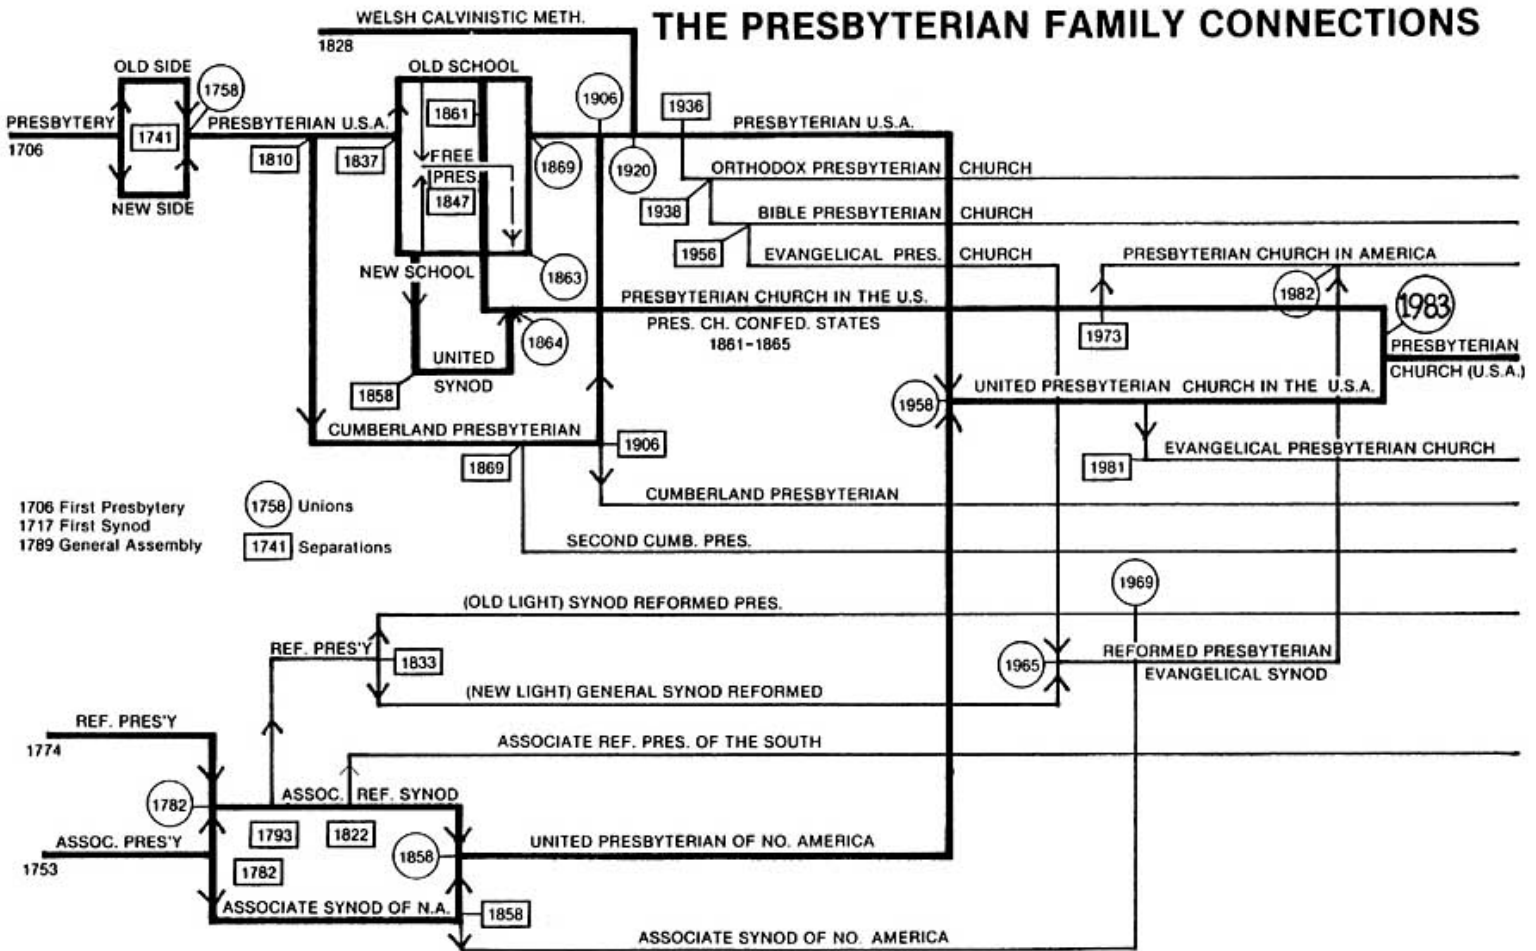 WELSH CALVINISTIC METH.
THE PRESBYTERIAN FAMILY CONNECTIONS
1828
OLD SIDE
1758
OLD SCHOOL
1906
1936
PRESBYTERY
1706
1741
PRESBYTERIAN U.S.A.
1861
PRESBYTERIAN U.S.A.
1810
1837
FREE
PRES.
1869
1920
ORTHODOX PRESBYTERIAN CHURCH
NEW SIDE
1847
1938
BIBLE PRESBYTERIAN CHURCH
1956
EVANGELICAL PRES. CHURCH
PRESBYTERIAN CHURCH IN AMERICA
NEW SCHOOL
1863
PRESBYTERIAN CHURCH IN THE U.S.
1982
1983
PRES. CH. CONFED. STATES
1861-1865
1864
1973
PRESBYTERIAN
CHURCH (U.S.A.)
UNITED
SYNOD
1858
1958
UNITED PRESBYTERIAN CHURCH IN THE U.S.A.
CUMBERLAND PRESBYTERIAN
1906
1869
1981
EVANGELICAL PRESBYTERIAN CHURCH
CUMBERLAND PRESBYTERIAN
1706 First Presbytery
1717 First Synod
1789 General Assembly
1758 Unions
1741 Separations
SECOND CUMB. PRES.
1969
(OLD LIGHT) SYNOD REFORMED PRES.
REF. PRES'Y
1833
1965
REFORMED PRESBYTERIAN
EVANGELICAL SYNOD
(NEW LIGHT) GENERAL SYNOD REFORMED
REF. PRES'Y
1774
ASSOCIATE REF. PRES. OF THE SOUTH
1782
ASSOC. REF. SYNOD
1793
1822
ASSOC. PRES'Y
1753
1782
1858
UNITED PRESBYTERIAN OF NO. AMERICA
ASSOCIATE SYNOD OF N.A.
1858
ASSOCIATE SYNOD OF NO. AMERICA